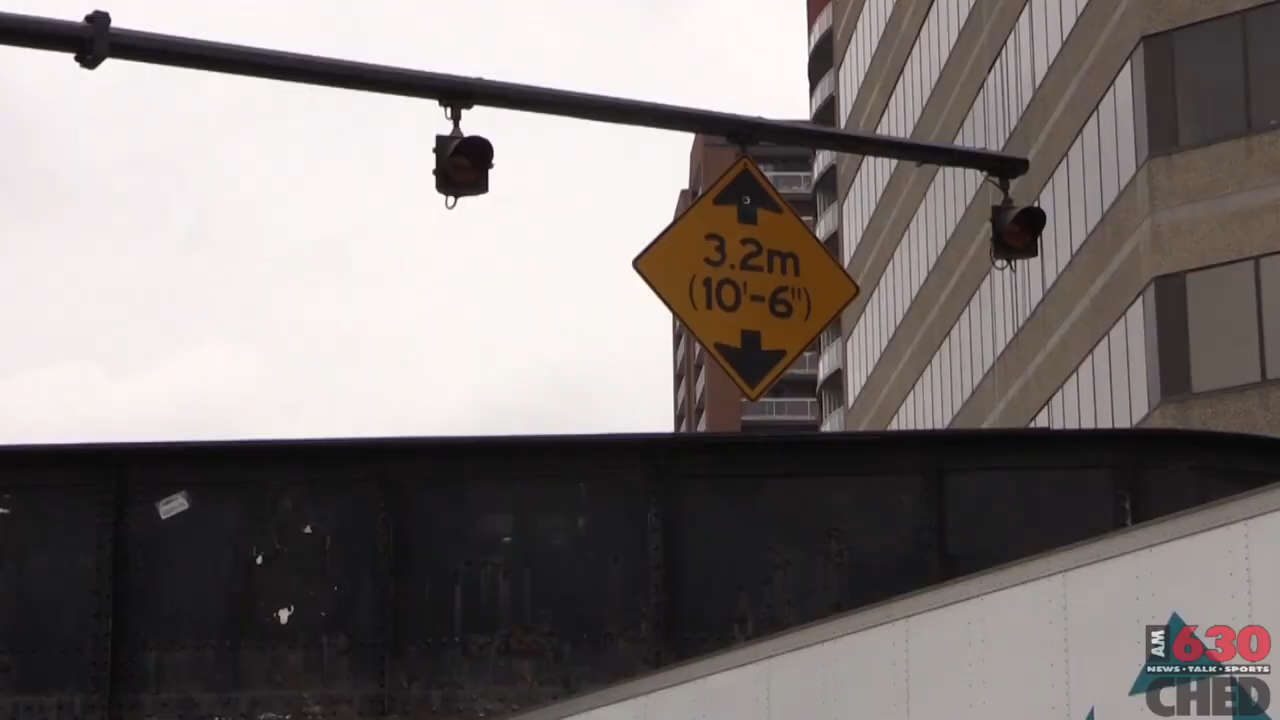 3.2m
(10'-6")
AM 630
NEWS • TALK • SPORTS
CHED